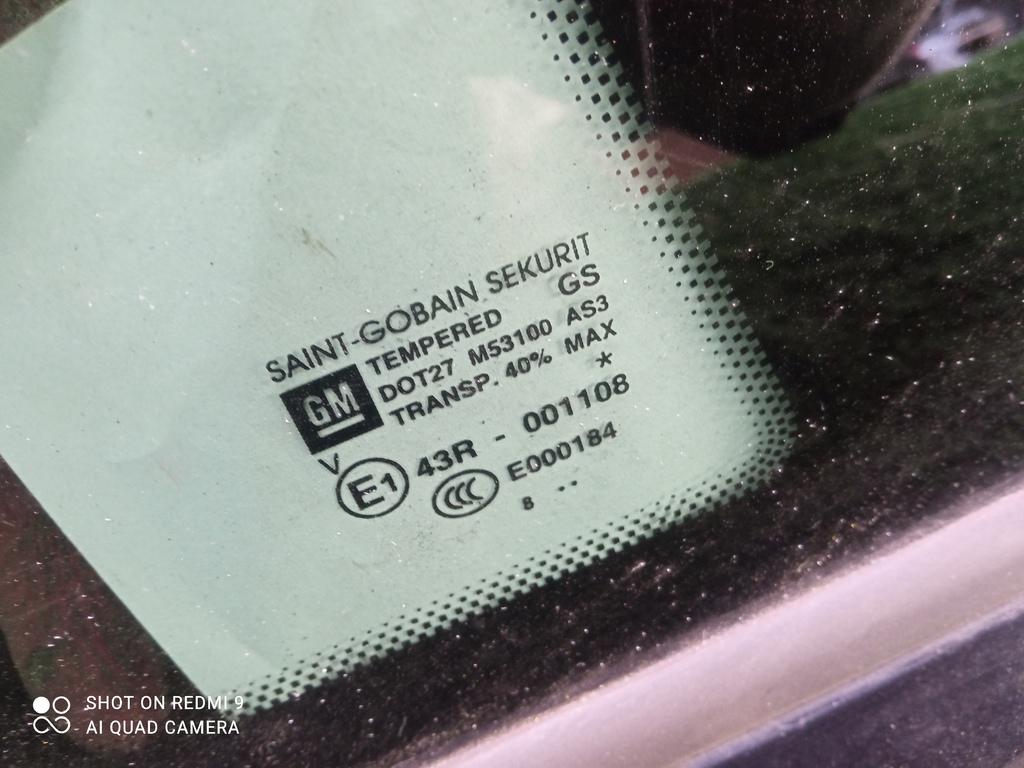 SAINT-GOBAIN SEKURIT
GM
TEMPERED GS
DOT27 M53100 AS3
TRANSP. 40% MAX
*
V
E1 43R - 001108
CCC E000184
8 ..
SHOT ON REDMI 9
AI QUAD CAMERA